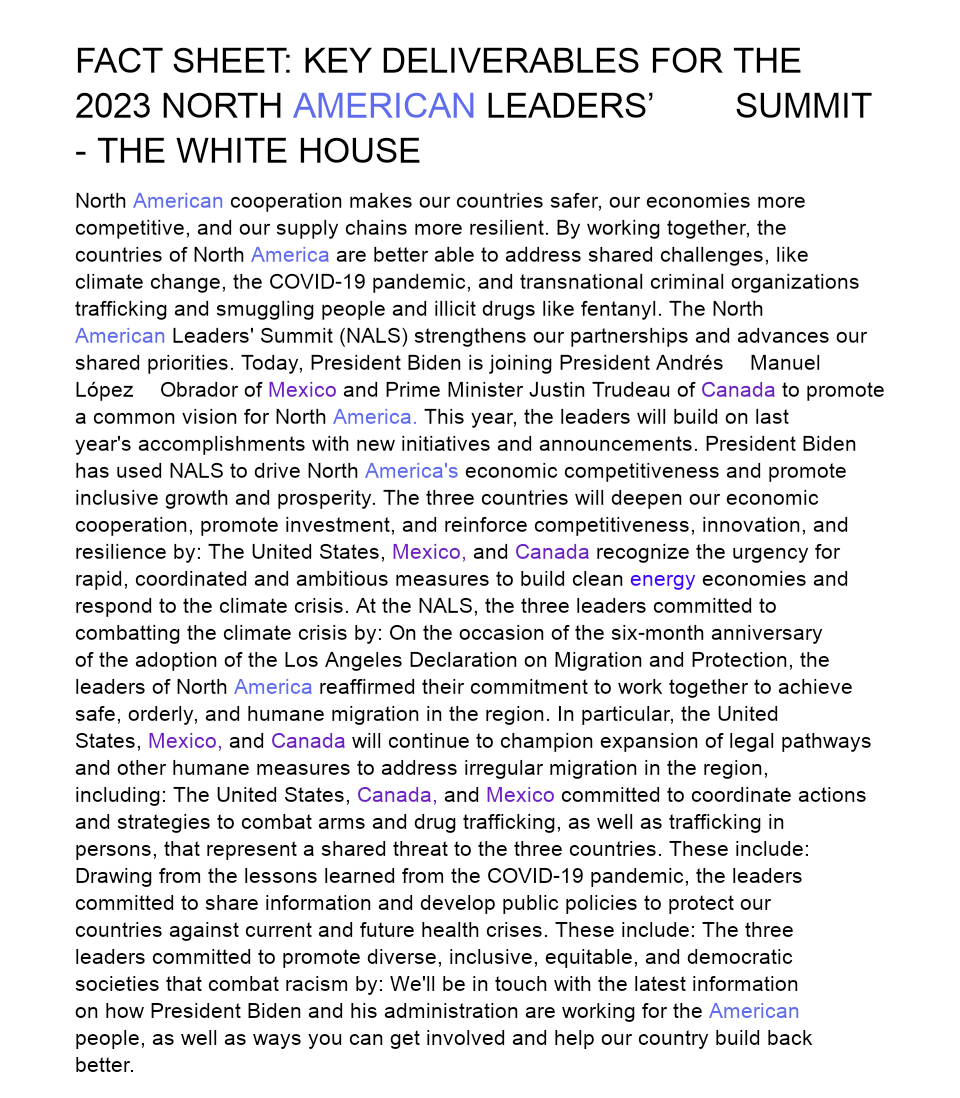 FACT SHEET: KEY DELIVERABLES FOR THE
2023 NORTH AMERICAN LEADERS’ SUMMIT
- THE WHITE HOUSE
North American cooperation makes our countries safer, our economies more
competitive, and our supply chains more resilient. By working together, the
countries of North America are better able to address shared challenges, like
climate change, the COVID-19 pandemic, and transnational criminal organizations
trafficking and smuggling people and illicit drugs like fentanyl. The North
American Leaders' Summit (NALS) strengthens our partnerships and advances our
shared priorities. Today, President Biden is joining President Andrés Manuel
López Obrador of Mexico and Prime Minister Justin Trudeau of Canada to promote
a common vision for North America. This year, the leaders will build on last
year's accomplishments with new initiatives and announcements. President Biden
has used NALS to drive North America's economic competitiveness and promote
inclusive growth and prosperity. The three countries will deepen our economic
cooperation, promote investment, and reinforce competitiveness, innovation, and
resilience by: The United States, Mexico, and Canada recognize the urgency for
rapid, coordinated and ambitious measures to build clean energy economies and
respond to the climate crisis. At the NALS, the three leaders committed to
combatting the climate crisis by: On the occasion of the six-month anniversary
of the adoption of the Los Angeles Declaration on Migration and Protection, the
leaders of North America reaffirmed their commitment to work together to achieve
safe, orderly, and humane migration in the region. In particular, the United
States, Mexico, and Canada will continue to champion expansion of legal pathways
and other humane measures to address irregular migration in the region,
including: The United States, Canada, and Mexico committed to coordinate actions
and strategies to combat arms and drug trafficking, as well as trafficking in
persons, that represent a shared threat to the three countries. These include:
Drawing from the lessons learned from the COVID-19 pandemic, the leaders
committed to share information and develop public policies to protect our
countries against current and future health crises. These include: The three
leaders committed to promote diverse, inclusive, equitable, and democratic
societies that combat racism by: We'll be in touch with the latest information
on how President Biden and his administration are working for the American
people, as well as ways you can get involved and help our country build back
better.